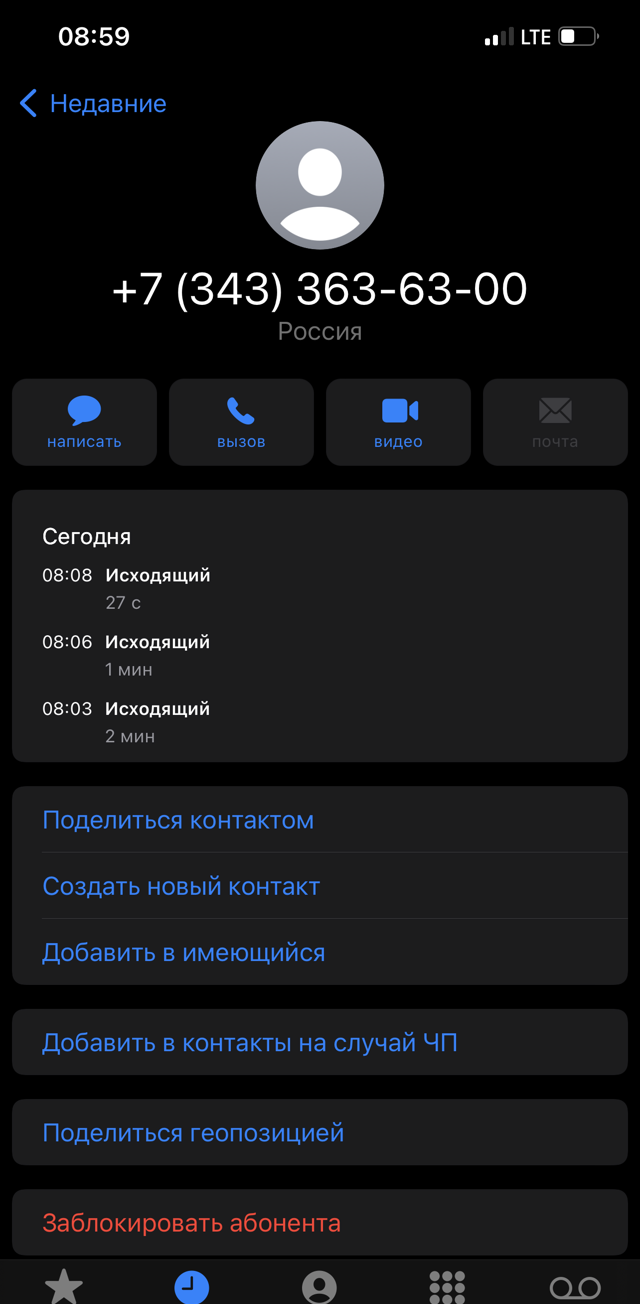 08:59
LTE
Недавние
+7 (343) 363-63-00
Россия
написать
вызов
видео
почта
Сегодня
08:08 Исходящий
27 с
08:06 Исходящий
1 мин
08:03 Исходящий
2 мин
Поделиться контактом
Создать новый контакт
Добавить в имеющийся
Добавить в контакты на случай ЧП
Поделиться геопозицией
Заблокировать абонента